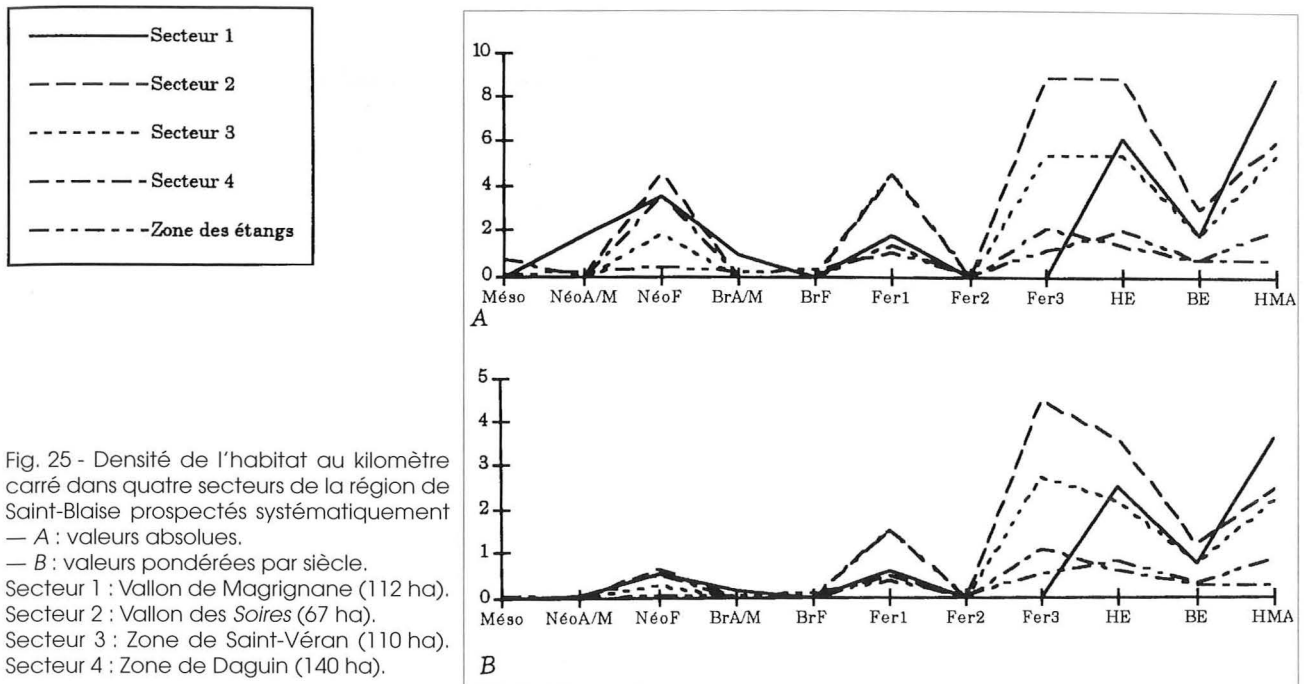 Secteur 1
Secteur 2
Secteur 3
Secteur 4
Zone des étangs
10
8
6
4
2
0
Méso NéoA/M NéoF BrA/M BrF Fer1 Fer2 Fer3 HE BE HMA
A
5
4
3
2
1
0
Méso NéoA/M NéoF BrA/M BrF Fer1 Fer2 Fer3 HE BE HMA
B
Fig. 25 - Densité de l'habitat au kilomètre
carré dans quatre secteurs de la région de
Saint-Blaise prospectés systématiquement
— A : valeurs absolues.
— B : valeurs pondérées par siècle.
Secteur 1 : Vallon de Magrignane (112 ha).
Secteur 2 : Vallon des Soires (67 ha).
Secteur 3 : Zone de Saint-Véran (110 ha).
Secteur 4 : Zone de Daguin (140 ha).